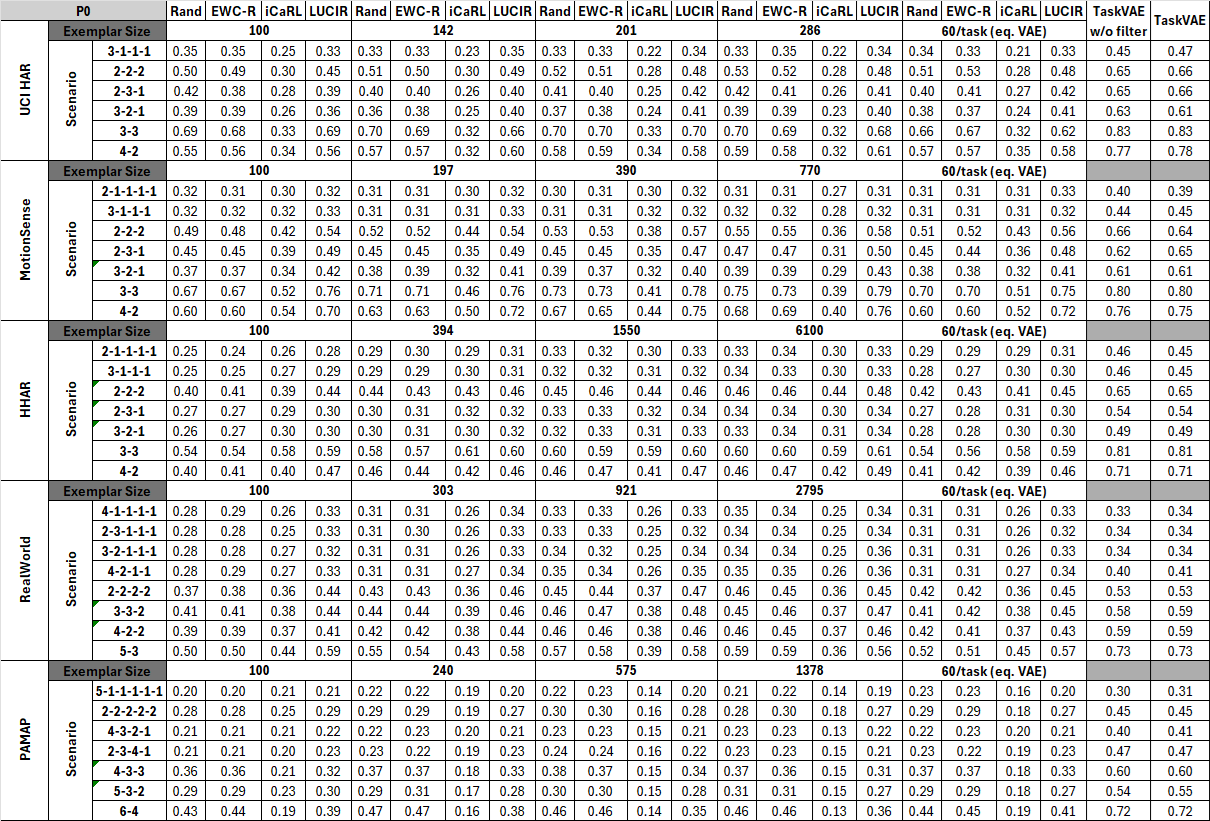 P0 Rand EWC-R iCaRL LUCIR Rand EWC-R iCaRL LUCIR Rand EWC-R iCaRL LUCIR Rand EWC-R iCaRL LUCIR Rand EWC-R iCaRL LUCIR TaskVAE w/o filter TaskVAE
UCI HAR
Exemplar Size 100 142 201 286 60/task (eq. VAE)
Scenario
3-1-1-1 0.35 0.35 0.25 0.33 0.33 0.33 0.23 0.35 0.33 0.33 0.22 0.34 0.33 0.35 0.22 0.34 0.34 0.33 0.21 0.33 0.45 0.47
2-2-2 0.50 0.49 0.30 0.45 0.51 0.50 0.30 0.49 0.52 0.51 0.28 0.48 0.53 0.52 0.28 0.48 0.51 0.53 0.28 0.48 0.65 0.66
2-3-1 0.42 0.38 0.28 0.39 0.40 0.40 0.26 0.40 0.41 0.40 0.25 0.42 0.42 0.41 0.26 0.41 0.40 0.41 0.27 0.42 0.65 0.66
3-2-1 0.39 0.39 0.26 0.36 0.36 0.38 0.25 0.40 0.37 0.38 0.24 0.41 0.39 0.39 0.23 0.40 0.38 0.37 0.24 0.41 0.63 0.61
3-3 0.69 0.68 0.33 0.69 0.70 0.69 0.32 0.66 0.70 0.70 0.33 0.70 0.70 0.69 0.32 0.68 0.66 0.67 0.32 0.62 0.83 0.83
4-2 0.55 0.56 0.34 0.56 0.57 0.57 0.32 0.60 0.58 0.59 0.34 0.58 0.59 0.58 0.32 0.61 0.57 0.57 0.35 0.58 0.77 0.78
MotionSense
Exemplar Size 100 197 390 770 60/task (eq. VAE)
Scenario
2-1-1-1-1 0.32 0.31 0.30 0.32 0.31 0.31 0.30 0.32 0.30 0.31 0.30 0.32 0.31 0.31 0.27 0.31 0.31 0.31 0.31 0.33 0.40 0.39
3-1-1-1 0.32 0.32 0.32 0.33 0.31 0.31 0.31 0.33 0.31 0.31 0.32 0.32 0.32 0.32 0.28 0.32 0.31 0.31 0.31 0.32 0.44 0.45
2-2-2 0.49 0.48 0.42 0.54 0.52 0.52 0.44 0.54 0.53 0.53 0.38 0.57 0.55 0.55 0.36 0.58 0.51 0.52 0.43 0.56 0.66 0.64
2-3-1 0.45 0.45 0.39 0.49 0.45 0.45 0.35 0.49 0.45 0.45 0.35 0.47 0.47 0.47 0.31 0.50 0.45 0.44 0.36 0.48 0.62 0.65
3-2-1 0.37 0.37 0.34 0.42 0.38 0.39 0.32 0.41 0.39 0.37 0.32 0.40 0.39 0.39 0.29 0.43 0.38 0.38 0.32 0.41 0.61 0.61
3-3 0.67 0.67 0.52 0.76 0.71 0.71 0.46 0.76 0.73 0.73 0.41 0.78 0.75 0.73 0.39 0.79 0.70 0.70 0.51 0.75 0.80 0.80
4-2 0.60 0.60 0.54 0.70 0.63 0.63 0.50 0.72 0.67 0.65 0.44 0.75 0.68 0.69 0.40 0.76 0.60 0.60 0.52 0.72 0.76 0.75
HHAR
Exemplar Size 100 394 1550 6100 60/task (eq. VAE)
Scenario
2-1-1-1-1 0.25 0.24 0.26 0.28 0.29 0.30 0.29 0.31 0.33 0.32 0.30 0.33 0.33 0.34 0.30 0.33 0.29 0.29 0.29 0.31 0.46 0.45
3-1-1-1 0.25 0.25 0.27 0.29 0.29 0.29 0.30 0.31 0.32 0.32 0.31 0.32 0.34 0.33 0.30 0.33 0.28 0.27 0.30 0.30 0.46 0.45
2-2-2 0.40 0.41 0.39 0.44 0.44 0.43 0.43 0.46 0.45 0.46 0.44 0.46 0.46 0.46 0.44 0.48 0.42 0.43 0.41 0.45 0.65 0.65
2-3-1 0.27 0.27 0.29 0.30 0.30 0.31 0.32 0.32 0.33 0.33 0.32 0.34 0.34 0.34 0.30 0.34 0.27 0.28 0.31 0.30 0.54 0.54
3-2-1 0.26 0.27 0.30 0.30 0.30 0.31 0.30 0.32 0.32 0.33 0.31 0.33 0.33 0.34 0.31 0.34 0.28 0.28 0.30 0.30 0.49 0.49
3-3 0.54 0.54 0.58 0.59 0.58 0.57 0.61 0.60 0.60 0.59 0.59 0.60 0.60 0.60 0.59 0.61 0.54 0.56 0.58 0.59 0.81 0.81
4-2 0.40 0.41 0.40 0.47 0.46 0.44 0.42 0.46 0.46 0.47 0.41 0.47 0.46 0.47 0.42 0.49 0.41 0.42 0.39 0.46 0.71 0.71
RealWorld
Exemplar Size 100 303 921 2795 60/task (eq. VAE)
Scenario
4-1-1-1-1 0.28 0.29 0.26 0.33 0.31 0.31 0.26 0.34 0.33 0.33 0.26 0.33 0.35 0.34 0.25 0.34 0.31 0.31 0.26 0.33 0.33 0.34
2-3-1-1-1 0.28 0.28 0.25 0.33 0.31 0.30 0.26 0.33 0.33 0.33 0.25 0.32 0.34 0.34 0.25 0.34 0.31 0.31 0.26 0.32 0.34 0.34
3-2-1-1-1 0.28 0.28 0.27 0.32 0.31 0.31 0.26 0.33 0.34 0.32 0.25 0.34 0.34 0.34 0.25 0.36 0.31 0.31 0.26 0.33 0.34 0.34
4-2-1-1 0.28 0.29 0.27 0.33 0.31 0.31 0.27 0.34 0.35 0.34 0.26 0.35 0.35 0.35 0.26 0.36 0.31 0.31 0.27 0.34 0.40 0.41
2-2-2-2 0.37 0.38 0.36 0.44 0.43 0.43 0.36 0.46 0.45 0.44 0.37 0.47 0.46 0.45 0.36 0.45 0.42 0.42 0.36 0.45 0.53 0.53
3-3-2 0.41 0.41 0.38 0.44 0.44 0.44 0.39 0.46 0.46 0.47 0.38 0.48 0.45 0.46 0.37 0.47 0.41 0.42 0.38 0.45 0.58 0.59
4-2-2 0.39 0.39 0.37 0.41 0.42 0.42 0.38 0.44 0.46 0.46 0.38 0.46 0.46 0.45 0.37 0.46 0.42 0.41 0.37 0.43 0.59 0.59
5-3 0.50 0.50 0.44 0.59 0.55 0.54 0.43 0.58 0.57 0.58 0.39 0.58 0.59 0.59 0.36 0.56 0.52 0.51 0.45 0.57 0.73 0.73
PAMAP
Exemplar Size 100 240 575 1378 60/task (eq. VAE)
Scenario
5-1-1-1-1-1 0.20 0.20 0.21 0.21 0.22 0.22 0.19 0.20 0.22 0.23 0.14 0.20 0.21 0.22 0.14 0.19 0.23 0.23 0.16 0.20 0.30 0.31
2-2-2-2-2 0.28 0.28 0.25 0.29 0.29 0.29 0.19 0.27 0.30 0.30 0.16 0.28 0.28 0.30 0.18 0.27 0.29 0.29 0.18 0.27 0.45 0.45
4-3-2-1 0.21 0.21 0.21 0.22 0.22 0.23 0.20 0.21 0.23 0.23 0.15 0.21 0.23 0.23 0.13 0.22 0.22 0.23 0.20 0.21 0.40 0.41
2-3-4-1 0.21 0.21 0.20 0.23 0.23 0.22 0.19 0.23 0.24 0.24 0.16 0.22 0.23 0.23 0.15 0.21 0.23 0.22 0.19 0.23 0.47 0.47
4-3-3 0.36 0.36 0.21 0.32 0.37 0.37 0.18 0.33 0.38 0.37 0.15 0.34 0.37 0.36 0.15 0.31 0.37 0.37 0.18 0.33 0.60 0.60
5-3-2 0.29 0.29 0.23 0.30 0.29 0.31 0.17 0.28 0.30 0.30 0.15 0.28 0.31 0.31 0.15 0.27 0.29 0.29 0.18 0.27 0.54 0.55
6-4 0.43 0.44 0.19 0.39 0.47 0.47 0.16 0.38 0.46 0.46 0.14 0.35 0.46 0.46 0.13 0.36 0.44 0.45 0.19 0.41 0.72 0.72